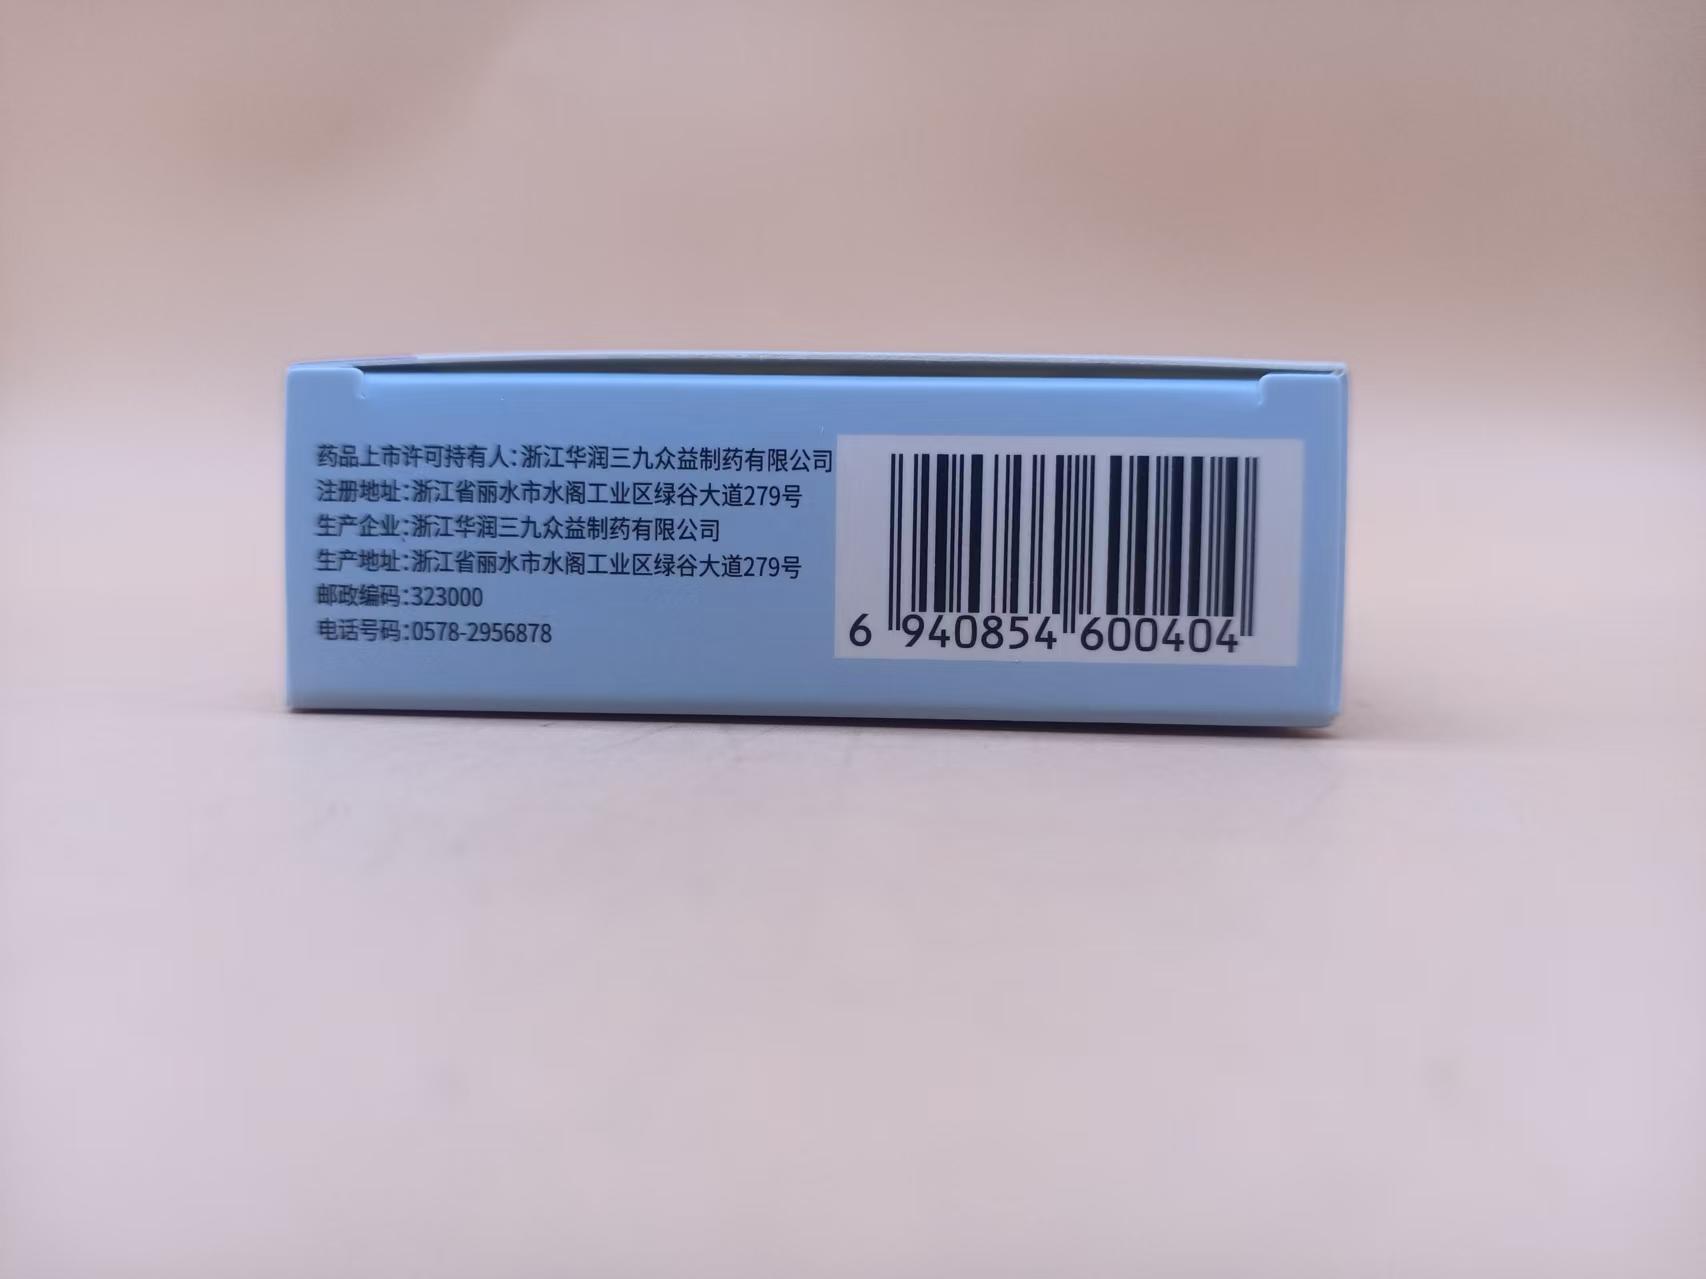 药品上市许可持有人:浙江华润三九众益制药有限公司
注册地址:浙江省丽水市水阁工业区绿谷大道279号
生产企业:浙江华润三九众益制药有限公司
生产地址:浙江省丽水市水阁工业区绿谷大道279号
邮政编码:323000
电话号码:0578-2956878
6 940854 600404